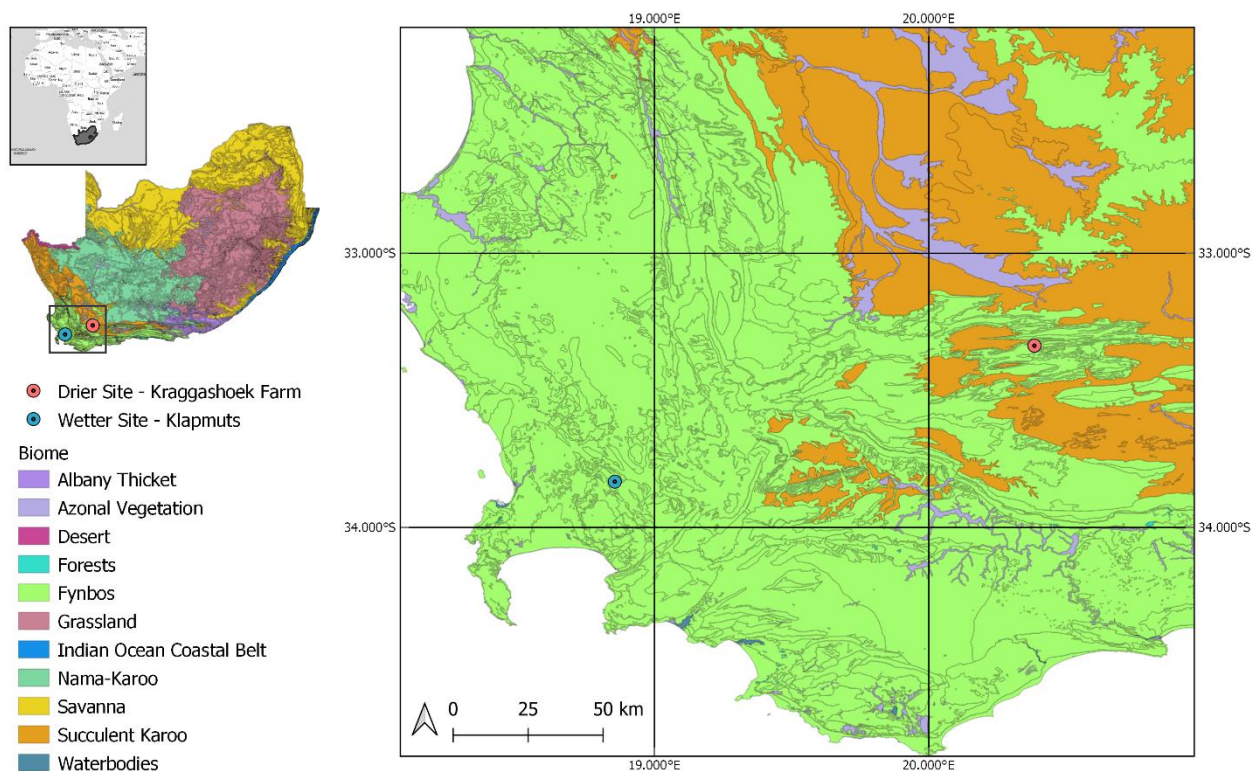 19.000°E
20.000°E
33.000°S
33.000°S
34.000°S
34.000°S
Drier Site - Kraggashoek Farm
Wetter Site - Klapmuts
Biome
Albany Thicket
Azonal Vegetation
Desert
Forests
Fynbos
Grassland
Indian Ocean Coastal Belt
Nama-Karoo
Savanna
Succulent Karoo
Waterbodies
0 25 50 km
19.000°E
20.000°E